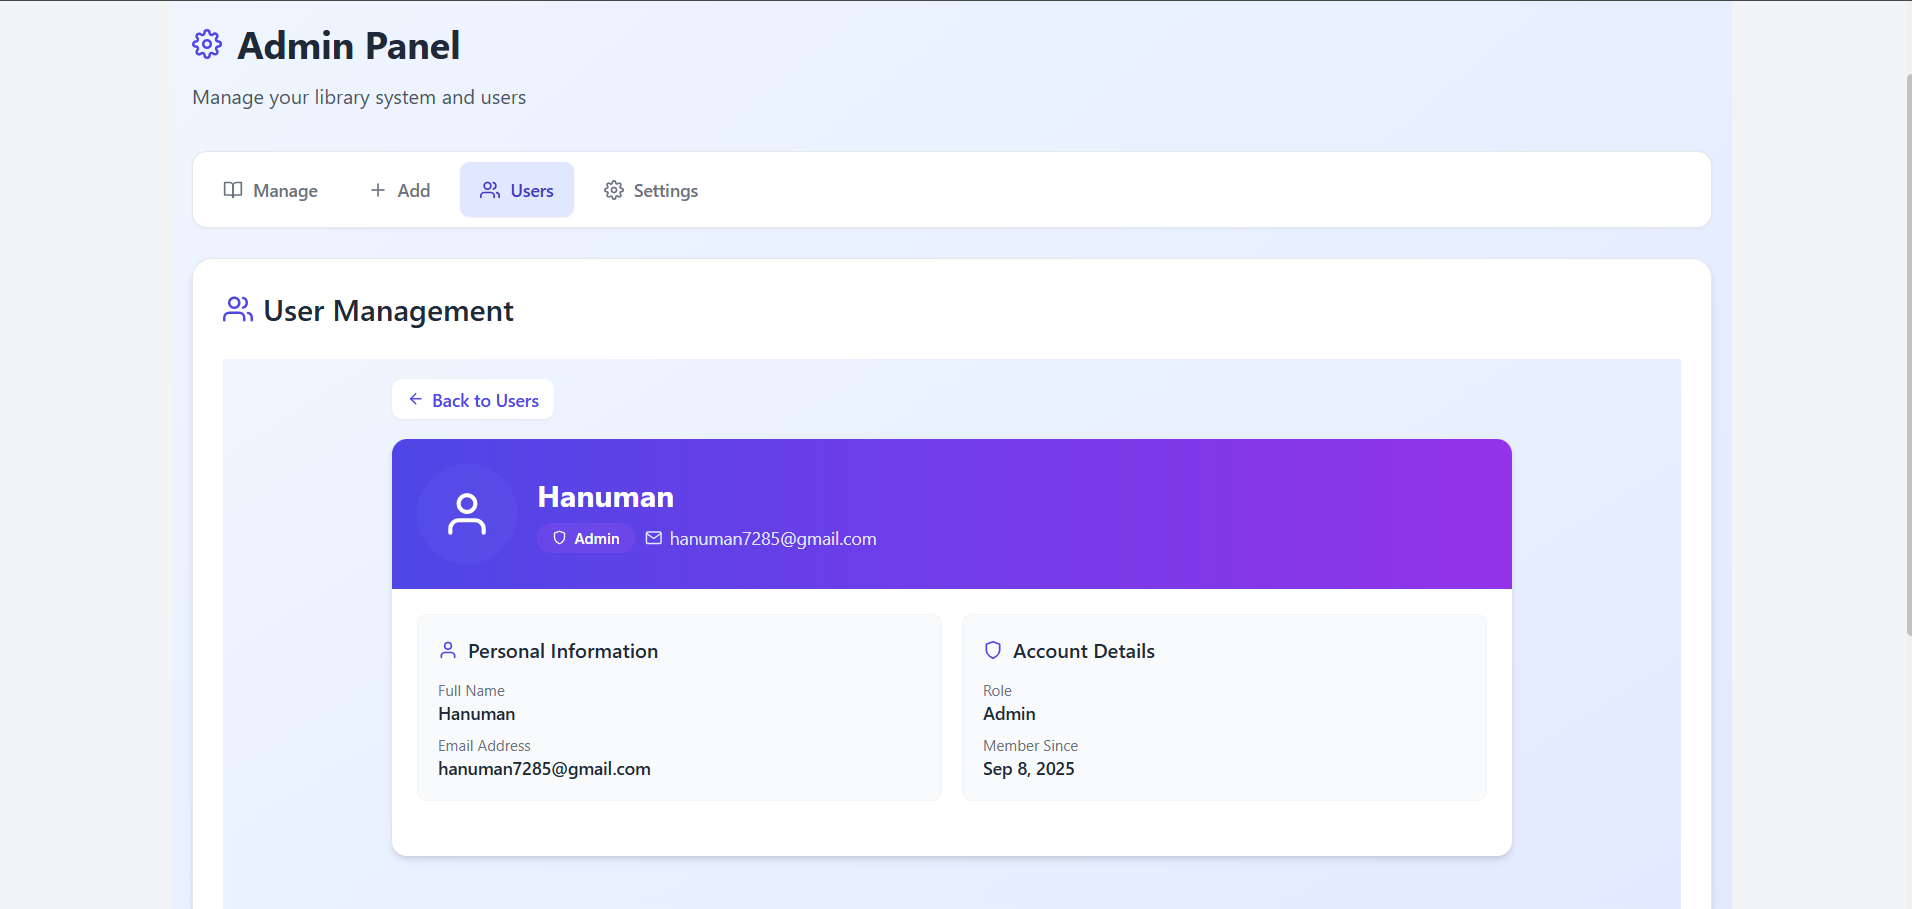 Admin Panel
Manage your library system and users
Manage Add Users Settings
User Management
Back to Users
Hanuman
Admin hanuman7285@gmail.com
Personal Information
Full Name
Hanuman
Email Address
hanuman7285@gmail.com
Account Details
Role
Admin
Member Since
Sep 8, 2025